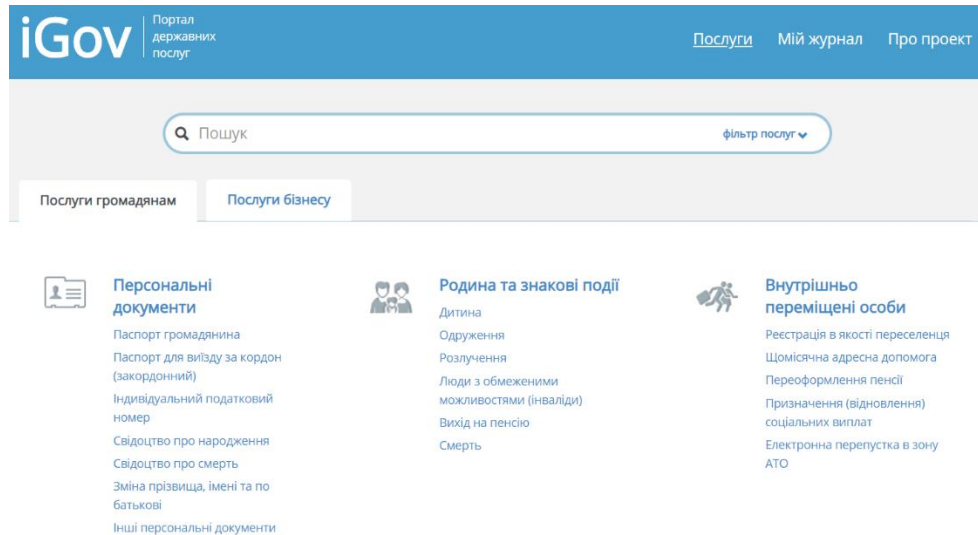 iGov
Портал
державних
послуг
Послуги Мій журнал Про проект
Пошук
фільтр послуг
Послуги громадянам
Послуги бізнесу
Персональні
документи
Паспорт громадянина
Паспорт для виїзду за кордон
(закордонний)
Індивідуальний податковий
номер
Свідоцтво про народження
Свідоцтво про смерть
Зміна прізвища, імені та по
батькові
Інші персональні документи
Родина та знакові події
Дитина
Одруження
Розлучення
Люди з обмеженими
можливостями (інваліди)
Вихід на пенсію
Смерть
Внутрішньо
переміщені особи
Реєстрація в якості переселенця
Щомісячна адресна допомога
Переоформлення пенсії
Призначення (відновлення)
соціальних виплат
Електронна перепустка в зону
АТО